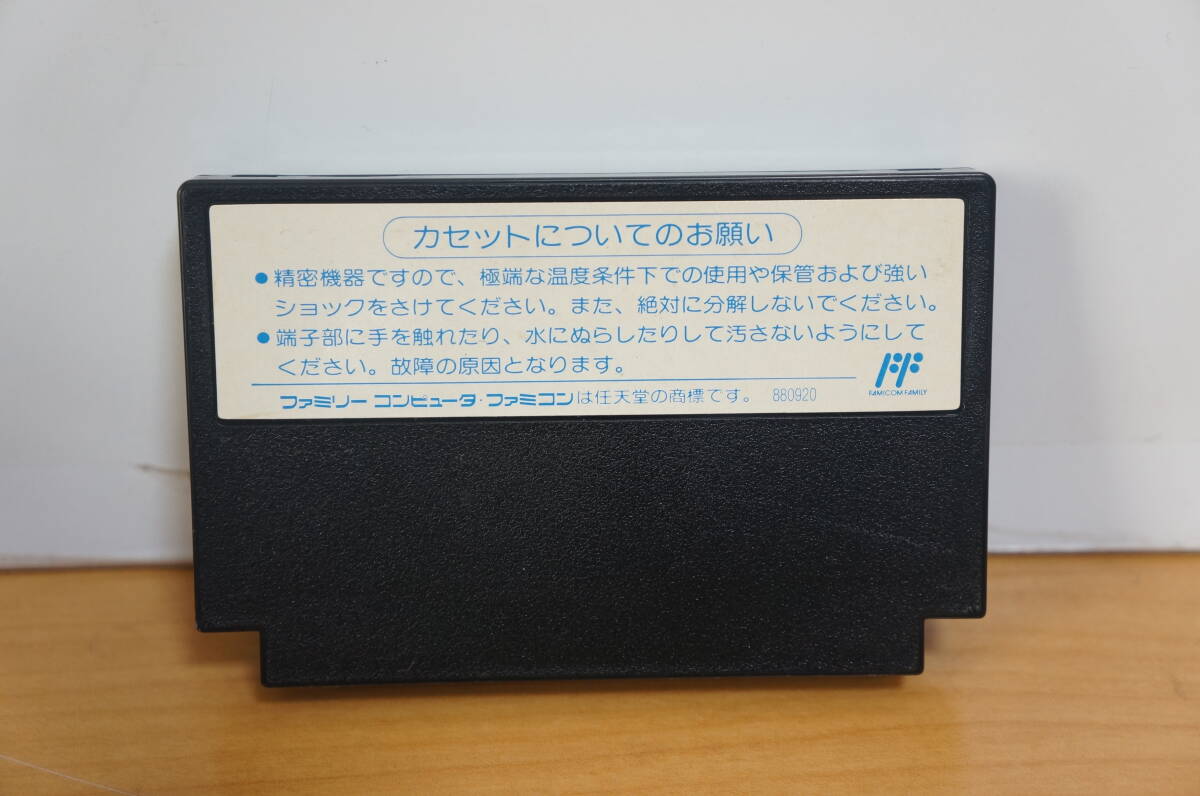 カセットについてのお願い
●精密機器ですので、極端な温度条件下での使用や保管および強い
ショックをさけてください。また、絶対に分解しないでください。
●端子部に手を触れたり、水にぬらしたりして汚さないようにして
ください。故障の原因となります。
FF
FAMICOM FAMILY
ファミリー コンピュータ・ファミコンは任天堂の商標です。 880920